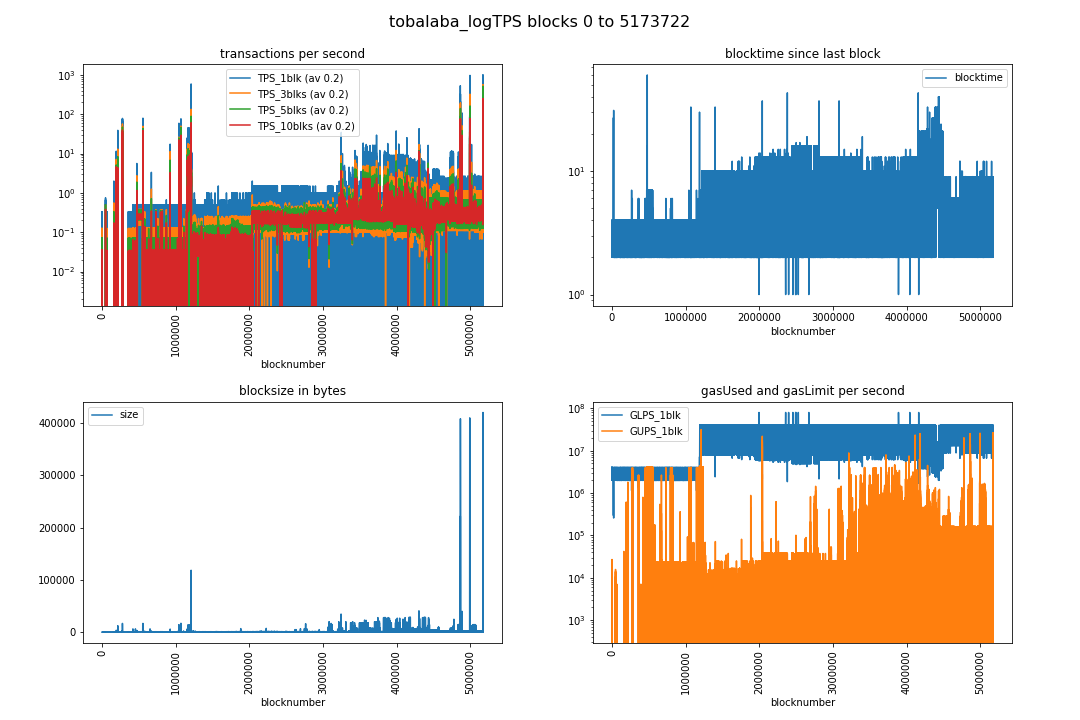 tobalaba_logTPS blocks 0 to 5173722
transactions per second
TPS_1blk (av 0.2)
TPS_3blks (av 0.2)
TPS_5blks (av 0.2)
TPS_10blks (av 0.2)
10³
10²
10¹
10⁰
10⁻¹
10⁻²
0
1000000
2000000
3000000
4000000
5000000
blocknumber
blocktime since last block
blocktime
10¹
10⁰
0
1000000
2000000
3000000
4000000
5000000
blocknumber
blocksize in bytes
size
400000
300000
200000
100000
0
0
1000000
2000000
3000000
4000000
5000000
blocknumber
gasUsed and gasLimit per second
GLPS_1blk
GUPS_1blk
10⁸
10⁷
10⁶
10⁵
10⁴
10³
0
1000000
2000000
3000000
4000000
5000000
blocknumber